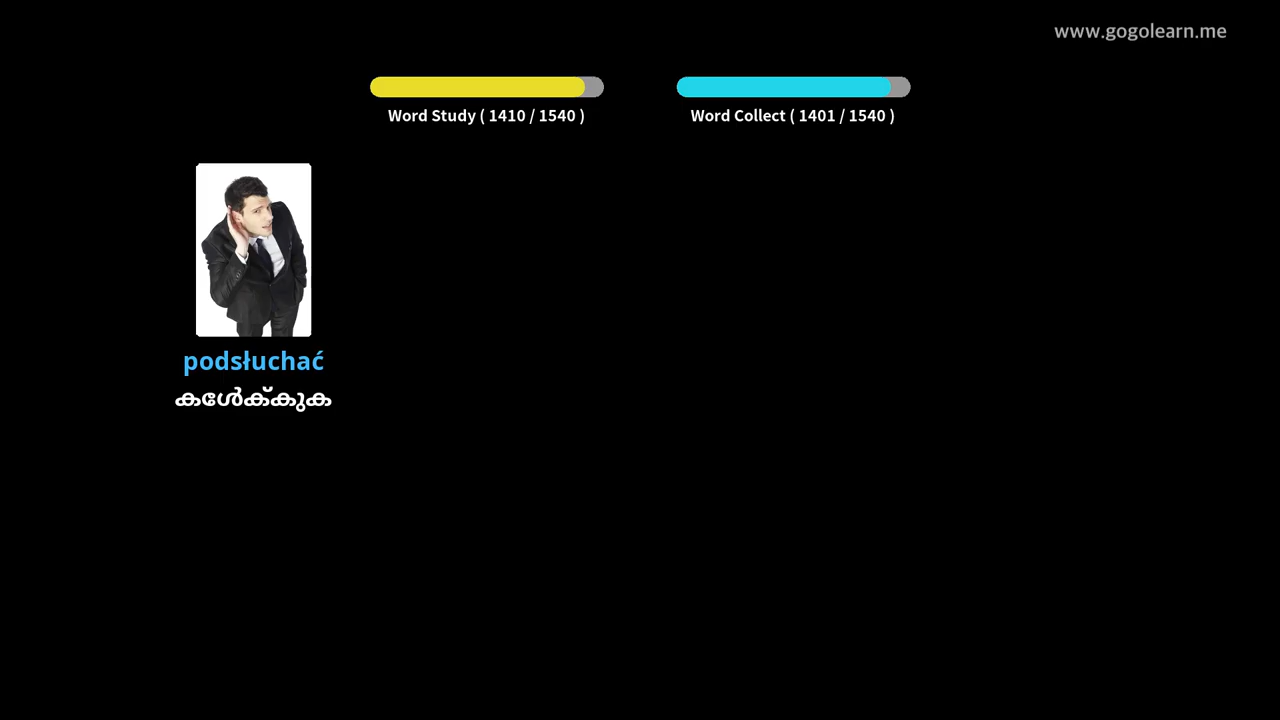 www.gogolearn.me
Word Study ( 1410 / 1540 )
Word Collect ( 1401 / 1540 )
podsłuchać
കേൾക്കുക